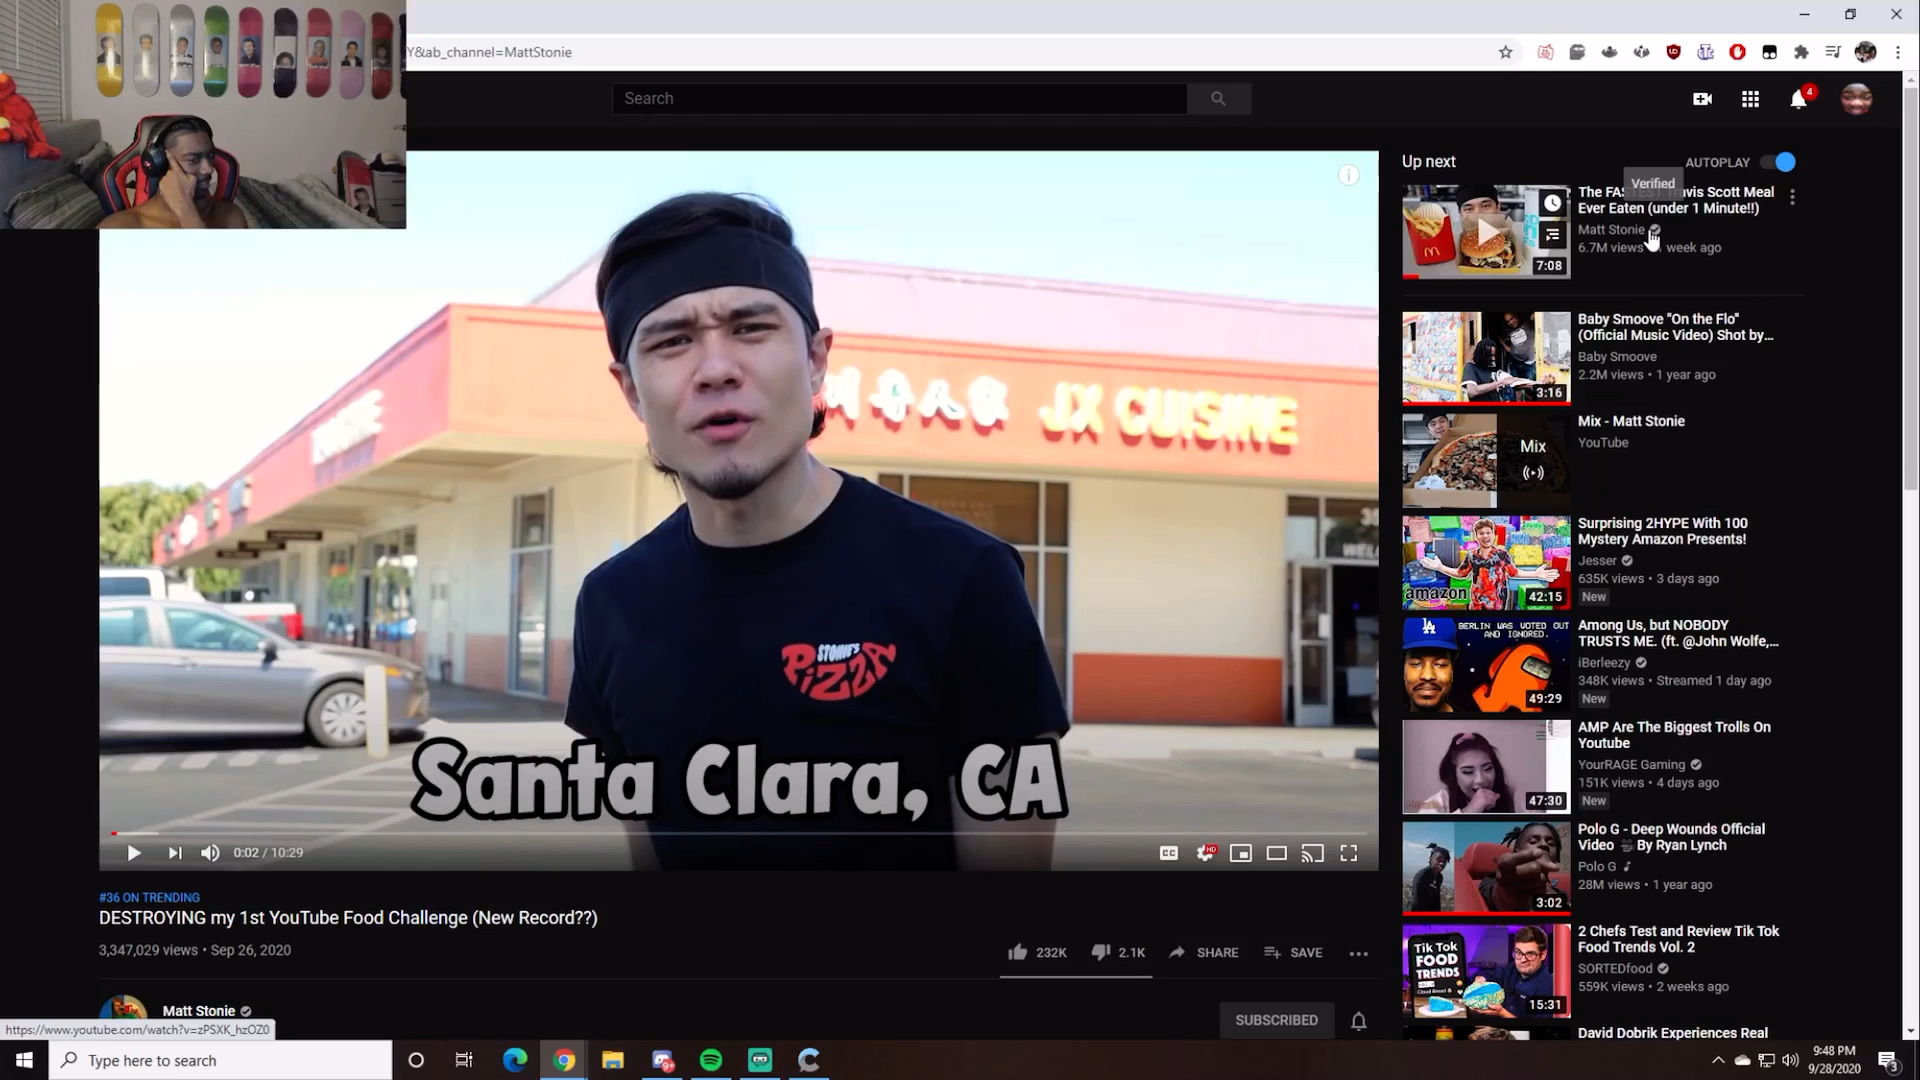 Y&ab_channel=MattStonie
Search
4
Up next
AUTOPLAY
Verified
The FASTEST Travis Scott Meal
Ever Eaten (under 1 Minute!!)
Matt Stonie
6.7M views • 1 week ago
7:08
Baby Smoove "On the Flo"
(Official Music Video) Shot by...
Baby Smoove
2.2M views • 1 year ago
3:16
Mix - Matt Stonie
YouTube
Mix
Surprising 2HYPE With 100
Mystery Amazon Presents!
Jesser
635K views • 3 days ago
New
amazon
42:15
BERLIN WAS VOTED OUT
AND IGNORED.
Among Us, but NOBODY
TRUSTS ME. (ft. @John Wolfe,...
iBerleezy
348K views • Streamed 1 day ago
New
49:29
AMP Are The Biggest Trolls On
Youtube
YourRAGE Gaming
151K views • 4 days ago
New
47:30
Polo G - Deep Wounds Official
Video 🎥By Ryan Lynch
Polo G
28M views • 1 year ago
3:02
2 Chefs Test and Review Tik Tok
Food Trends Vol. 2
SORTEDfood
559K views • 2 weeks ago
Tik Tok
FOOD
TRENDS
15:31
David Dobrik Experiences Real
JX CUISINE
STONIE'S
PIZZA
Santa Clara, CA
0:02 / 10:29
CC
HD
#36 ON TRENDING
DESTROYING my 1st YouTube Food Challenge (New Record??)
3,347,029 views • Sep 26, 2020
232K
2.1K
SHARE
SAVE
Matt Stonie
SUBSCRIBED
https://www.youtube.com/watch?v=zPSXK_hzOZ0
Type here to search
9:48 PM
9/28/2020
3